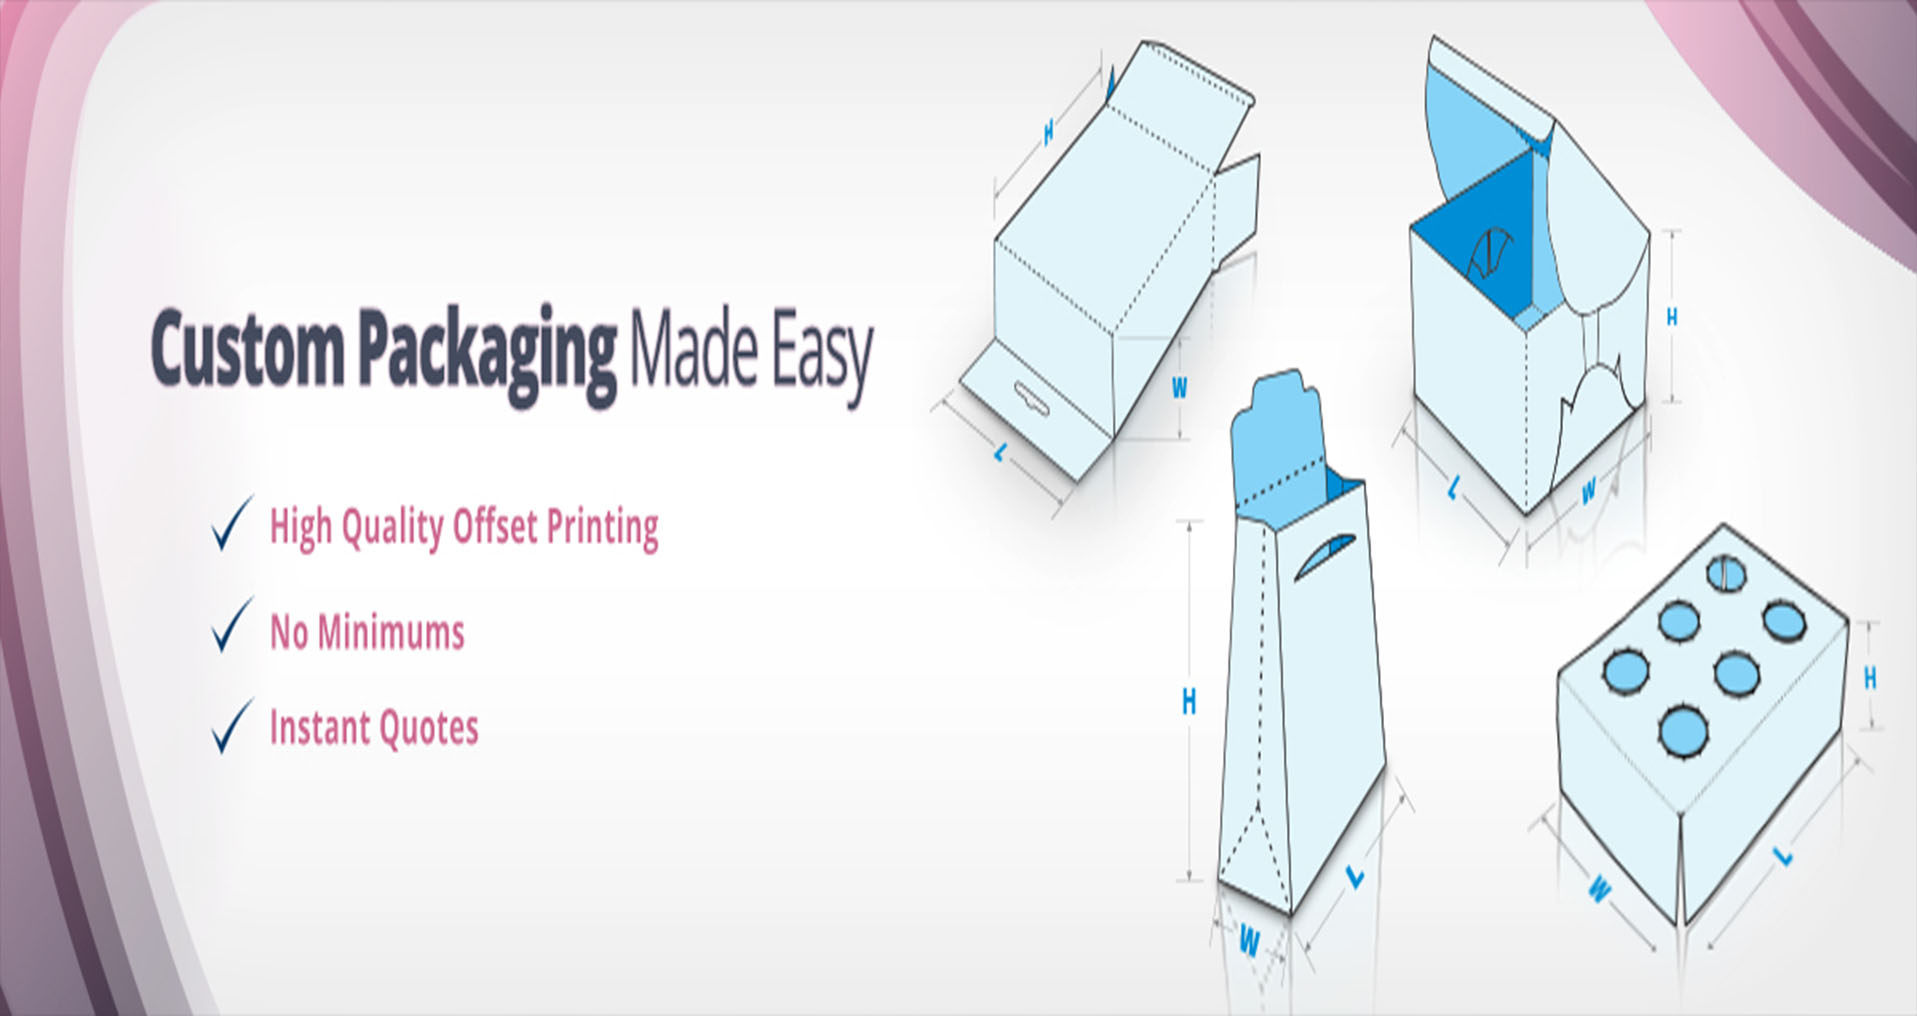 Custom Packaging Made Easy
High Quality Offset Printing
No Minimums
Instant Quotes
H
W
L
H
L
W
H
W
L
H
W
L